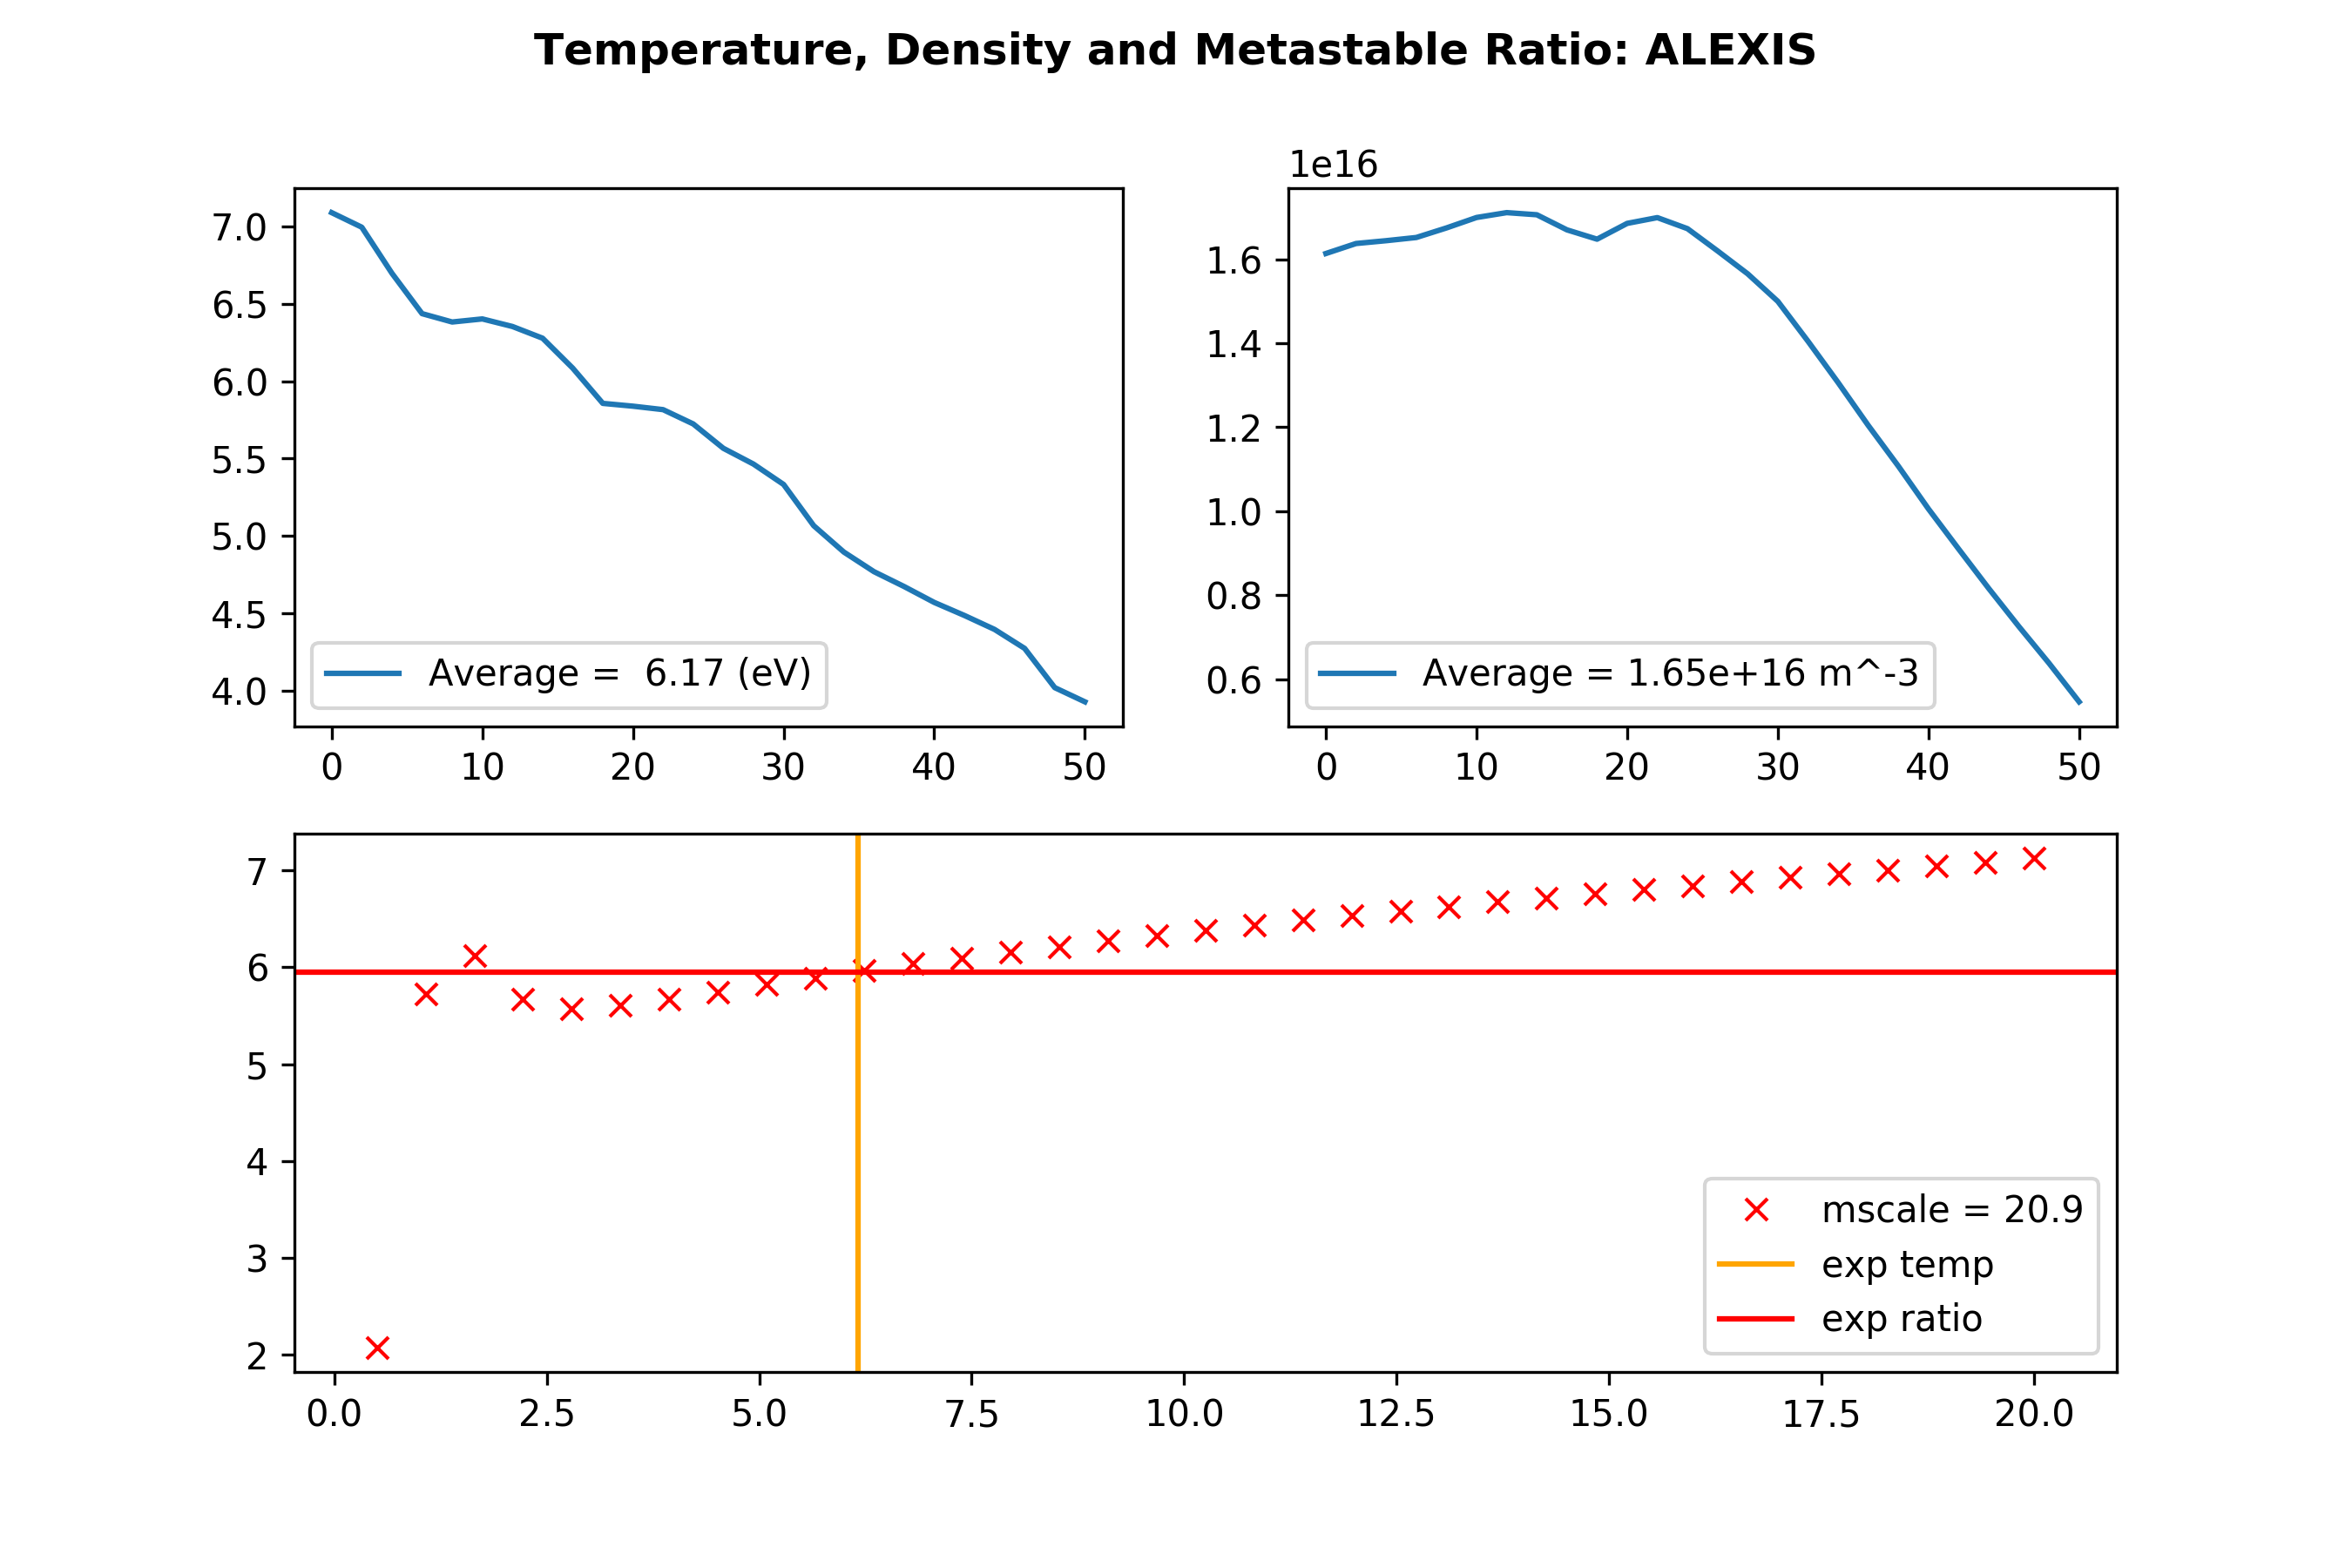 Temperature, Density and Metastable Ratio: ALEXIS
7.0
6.5
6.0
5.5
5.0
4.5
4.0
Average =  6.17 (eV)
0 10 20 30 40 50
1e16
1.6
1.4
1.2
1.0
0.8
0.6
Average = 1.65e+16 m^-3
0 10 20 30 40 50
7
6
5
4
3
2
mscale = 20.9
exp temp
exp ratio
0.0 2.5 5.0 7.5 10.0 12.5 15.0 17.5 20.0